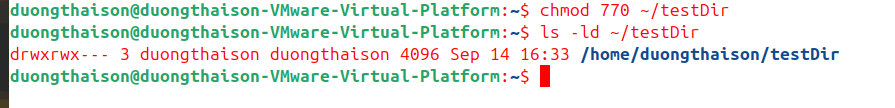 duongthaison@duongthaison-VMware-Virtual-Platform:~$ chmod 770 ~/testDir
duongthaison@duongthaison-VMware-Virtual-Platform:~$ ls -ld ~/testDir
drwxrwx--- 3 duongthaison duongthaison 4096 Sep 14 16:33 /home/duongthaison/testDir
duongthaison@duongthaison-VMware-Virtual-Platform:~$